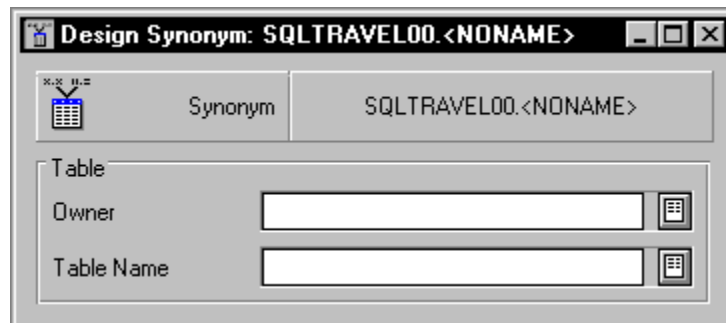 Design Synonym: SQLTRAVEL00.<NONAME>
Synonym SQLTRAVEL00.<NONAME>
Table
Owner
Table Name